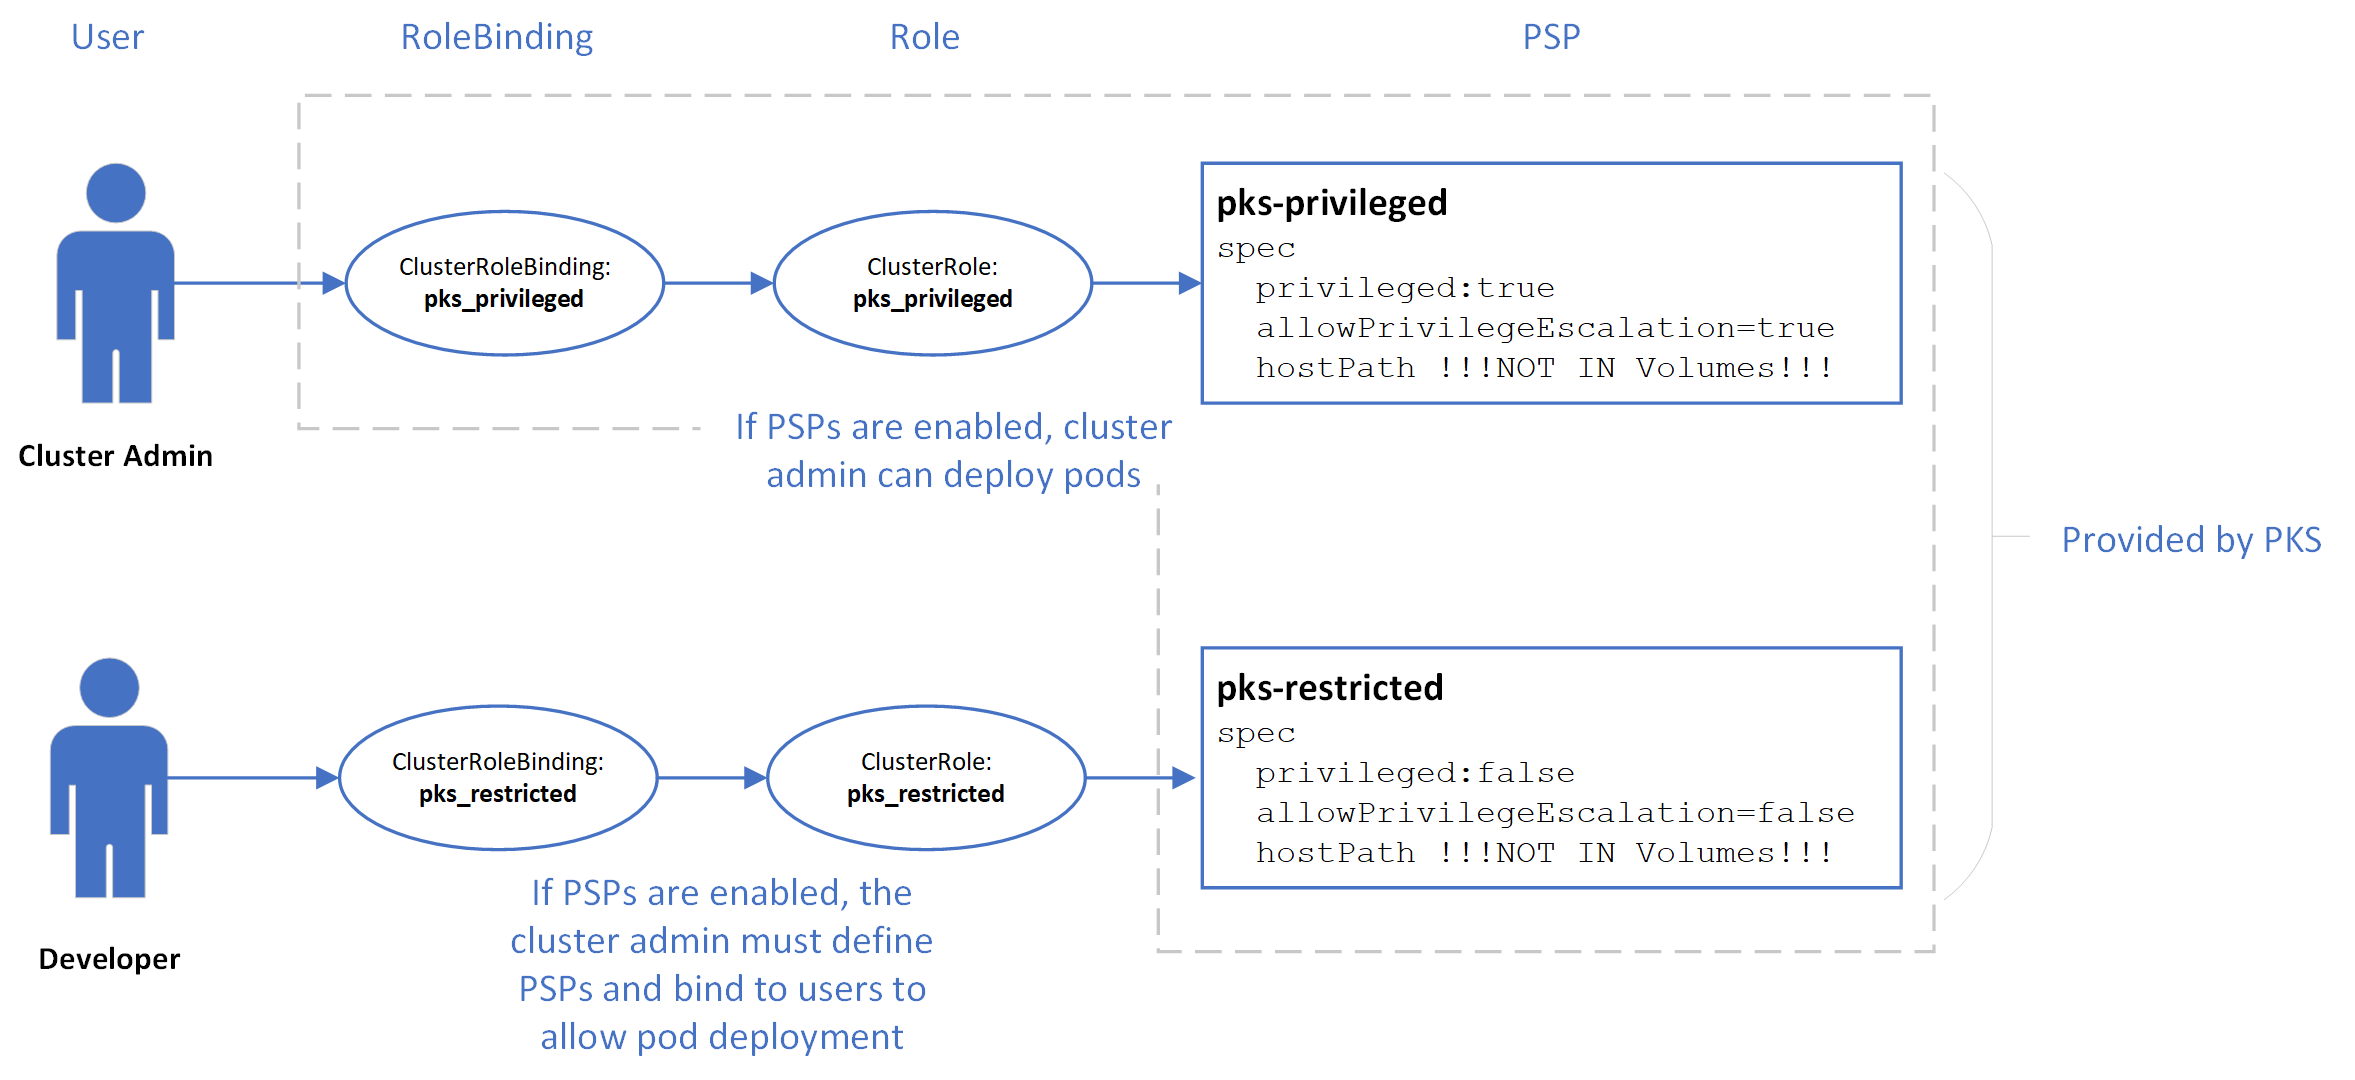 User
RoleBinding
Role
PSP
ClusterRoleBinding:
pks_privileged
ClusterRole:
pks_privileged
pks-privileged
spec
privileged:true
allowPrivilegeEscalation=true
hostPath !!!NOT IN Volumes!!!
Cluster Admin
If PSPs are enabled, cluster
admin can deploy pods
Provided by PKS
ClusterRoleBinding:
pks_restricted
ClusterRole:
pks_restricted
pks-restricted
spec
privileged:false
allowPrivilegeEscalation=false
hostPath !!!NOT IN Volumes!!!
Developer
If PSPs are enabled, the
cluster admin must define
PSPs and bind to users to
allow pod deployment